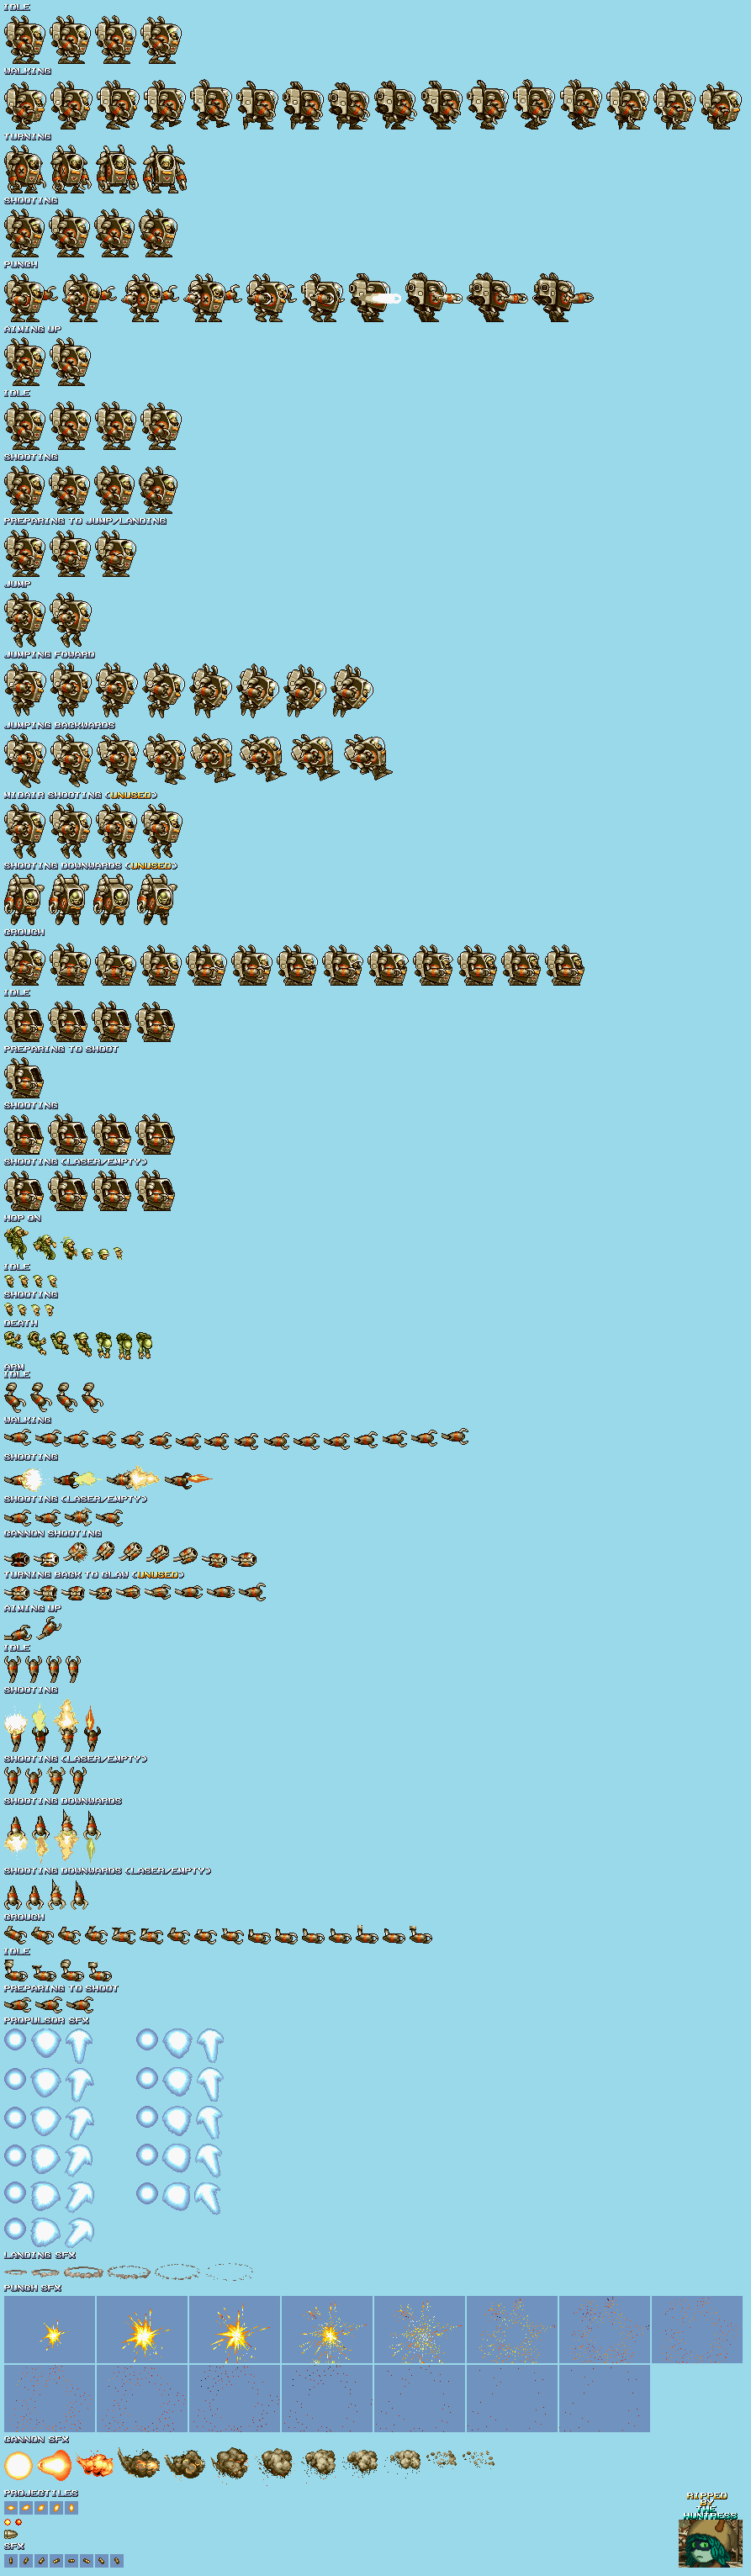 IDLE
WALKING
TURNING
SHOOTING
PUNCH
AIMING UP
IDLE
SHOOTING
PREPARING TO JUMP/LANDING
JUMP
JUMPING FOWARD
JUMPING BACKWARDS
MIDAIR SHOOTING (UNUSED)
SHOOTING DOWNWARDS (UNUSED)
CROUCH
IDLE
PREPARING TO SHOOT
SHOOTING
SHOOTING (LASER/EMPTY)
HOP ON
IDLE
SHOOTING
DEATH
ARM
IDLE
WALKING
SHOOTING
SHOOTING (LASER/EMPTY)
CANNON SHOOTING
TURNING BACK TO CLAW (UNUSED)
AIMING UP
IDLE
SHOOTING
SHOOTING (LASER/EMPTY)
SHOOTING DOWNWARDS
SHOOTING DOWNWARDS (LASER/EMPTY)
CROUCH
IDLE
PREPARING TO SHOOT
PROPULSOR SFX
LANDING SFX
PUNCH SFX
CANNON SFX
PROJECTILES
SFX
RIPPED
BY
THE
HUNTRESS